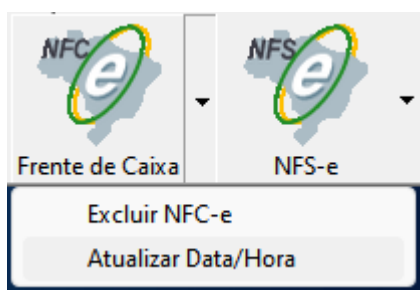 NFC e
NFS e
Frente de Caixa
NFS-e
Excluir NFC-e
Atualizar Data/Hora